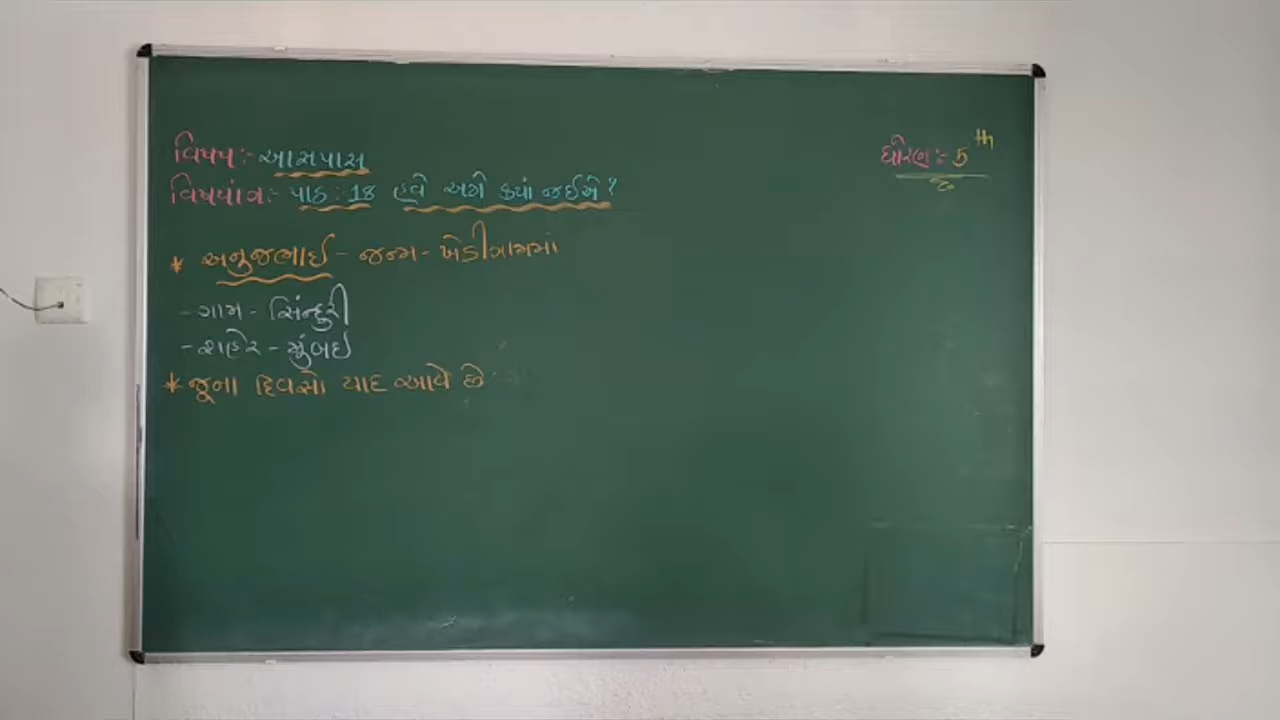 વિષય:- આસપાસ
ધોરણ:- 5th
વિષયાંગ:- પાઠ : 18 હવે અમે ક્યાં જઈએ ?
* અનુજભાઈ - જન્મ - ખેડીગામમાં
- ગામ - સિન્દુરી
- શહેર - મુંબઈ
* જૂના દિવસો યાદ આવે છે